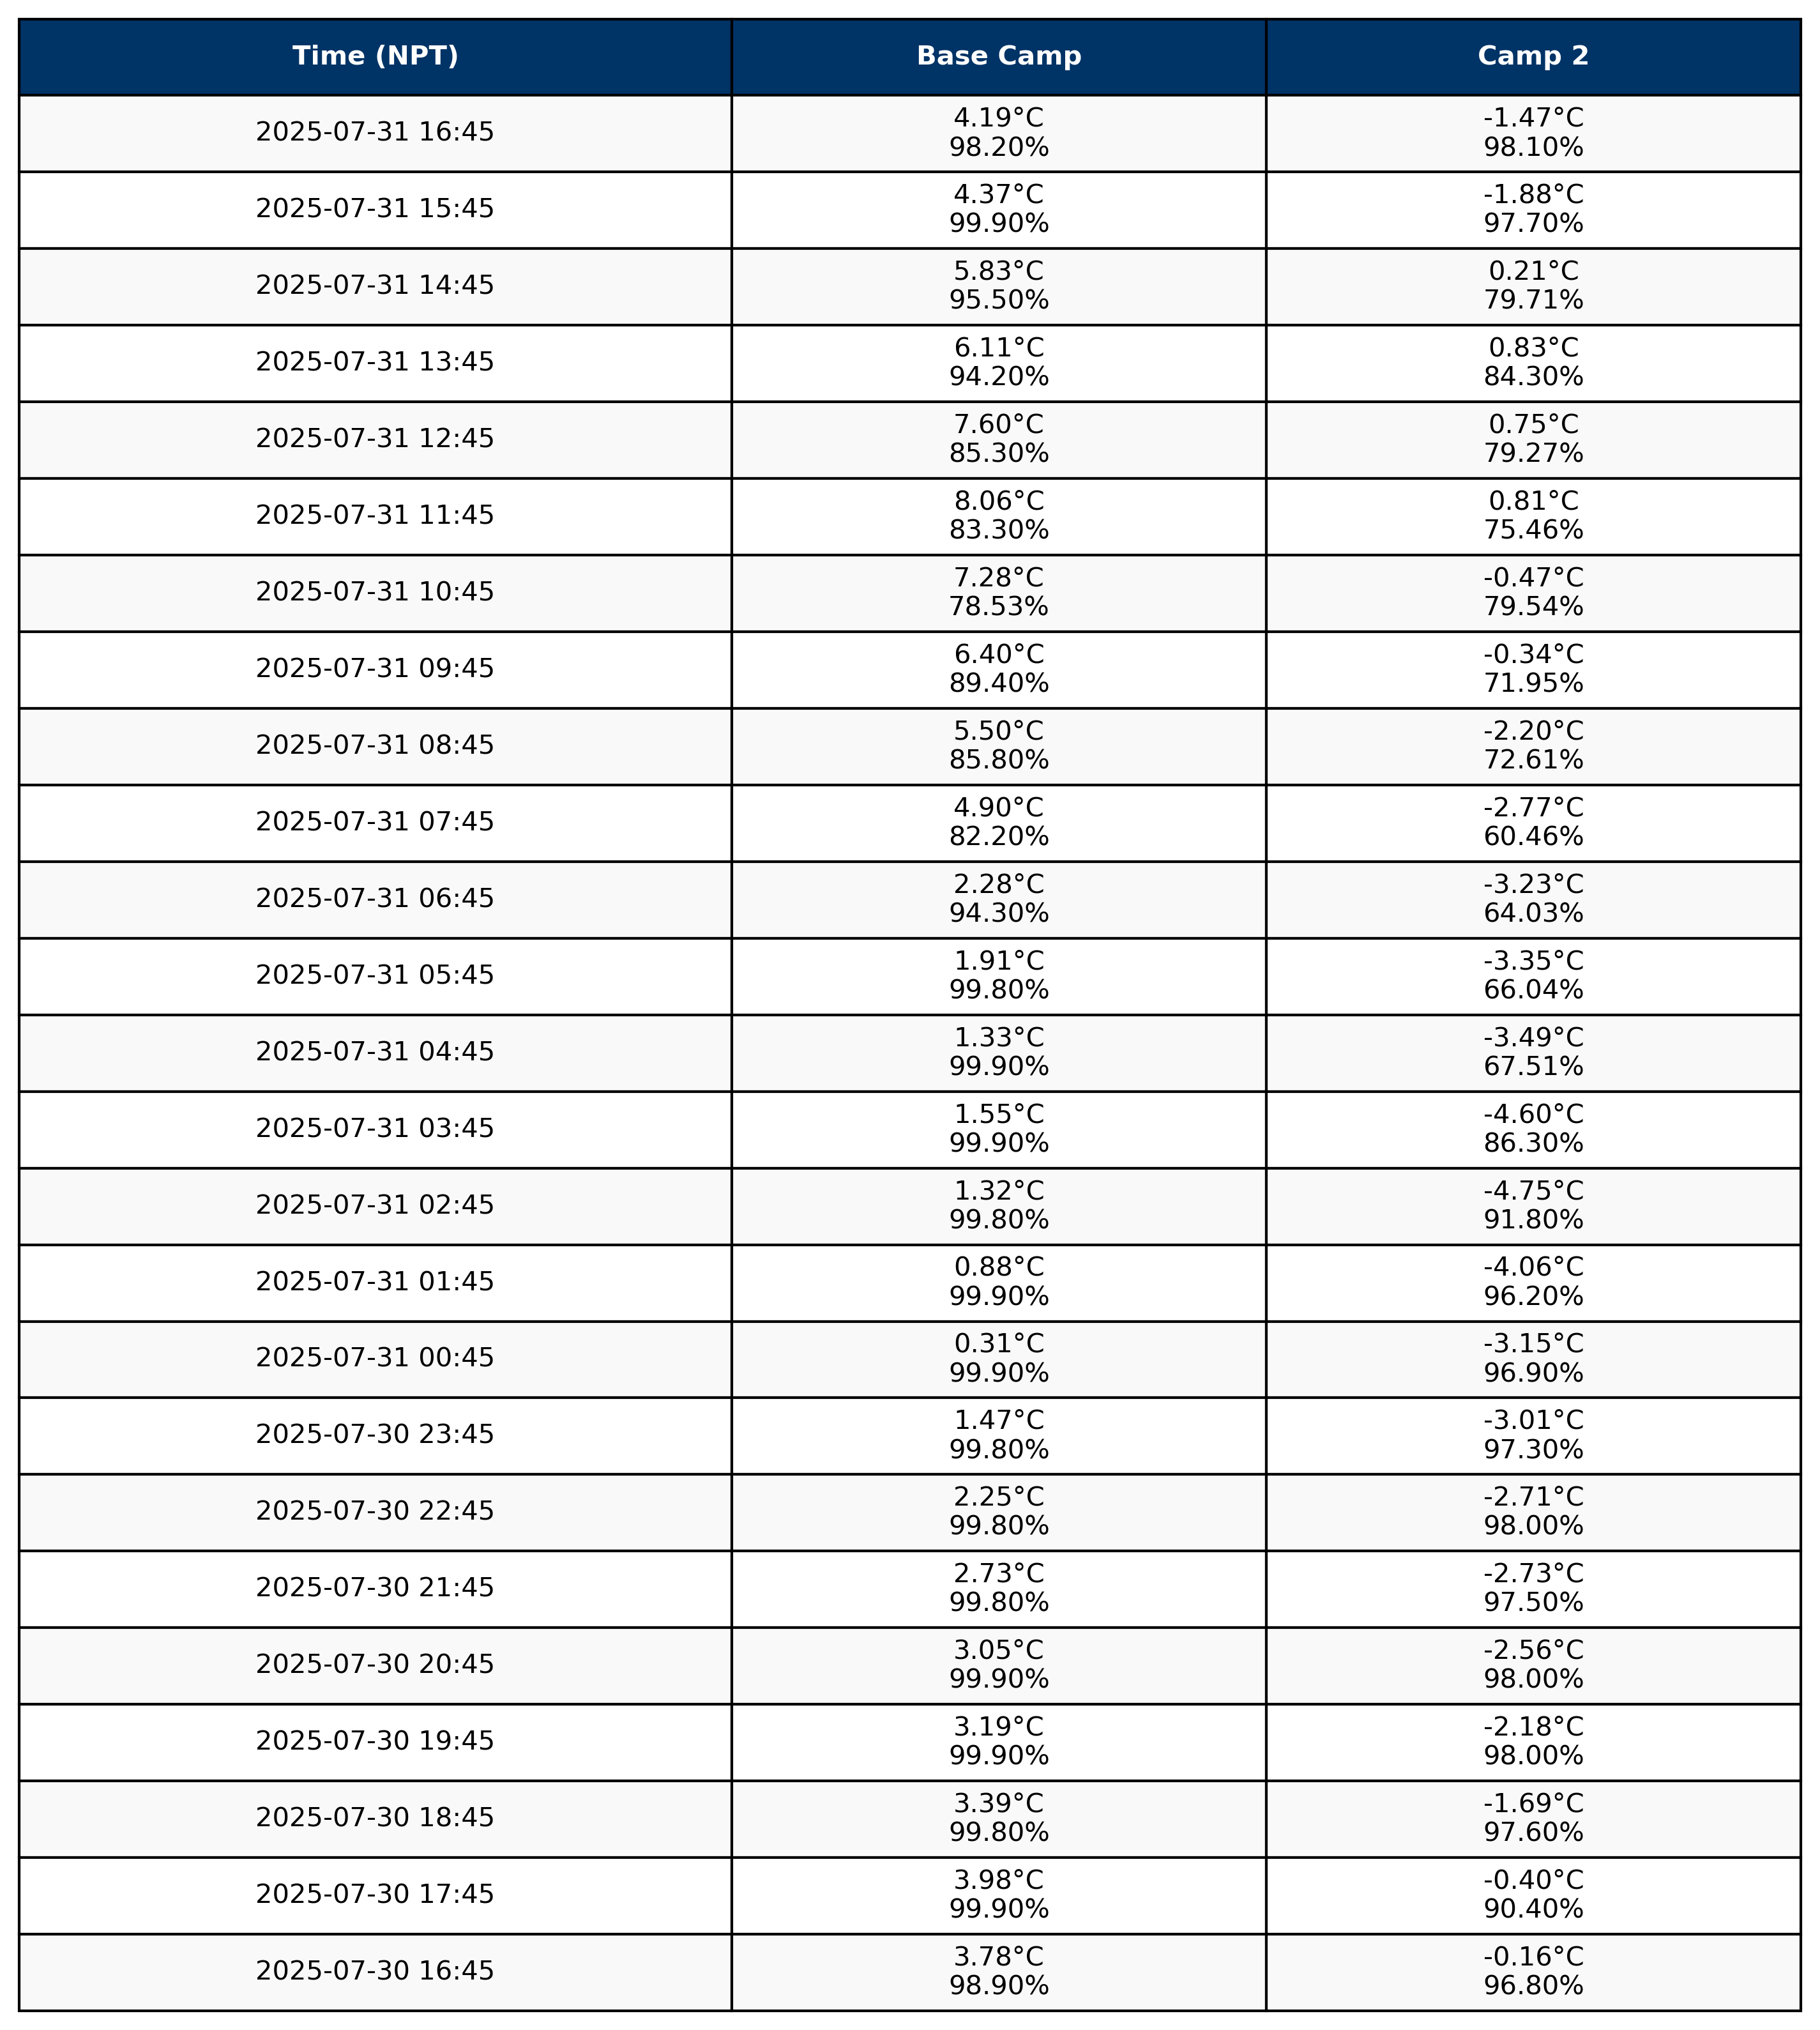 Time (NPT) Base Camp Camp 2
2025-07-31 16:45 4.19°C -1.47°C
98.20% 98.10%
2025-07-31 15:45 4.37°C -1.88°C
99.90% 97.70%
2025-07-31 14:45 5.83°C 0.21°C
95.50% 79.71%
2025-07-31 13:45 6.11°C 0.83°C
94.20% 84.30%
2025-07-31 12:45 7.60°C 0.75°C
85.30% 79.27%
2025-07-31 11:45 8.06°C 0.81°C
83.30% 75.46%
2025-07-31 10:45 7.28°C -0.47°C
78.53% 79.54%
2025-07-31 09:45 6.40°C -0.34°C
89.40% 71.95%
2025-07-31 08:45 5.50°C -2.20°C
85.80% 72.61%
2025-07-31 07:45 4.90°C -2.77°C
82.20% 60.46%
2025-07-31 06:45 2.28°C -3.23°C
94.30% 64.03%
2025-07-31 05:45 1.91°C -3.35°C
99.80% 66.04%
2025-07-31 04:45 1.33°C -3.49°C
99.90% 67.51%
2025-07-31 03:45 1.55°C -4.60°C
99.90% 86.30%
2025-07-31 02:45 1.32°C -4.75°C
99.80% 91.80%
2025-07-31 01:45 0.88°C -4.06°C
99.90% 96.20%
2025-07-31 00:45 0.31°C -3.15°C
99.90% 96.90%
2025-07-30 23:45 1.47°C -3.01°C
99.80% 97.30%
2025-07-30 22:45 2.25°C -2.71°C
99.80% 98.00%
2025-07-30 21:45 2.73°C -2.73°C
99.80% 97.50%
2025-07-30 20:45 3.05°C -2.56°C
99.90% 98.00%
2025-07-30 19:45 3.19°C -2.18°C
99.90% 98.00%
2025-07-30 18:45 3.39°C -1.69°C
99.80% 97.60%
2025-07-30 17:45 3.98°C -0.40°C
99.90% 90.40%
2025-07-30 16:45 3.78°C -0.16°C
98.90% 96.80%